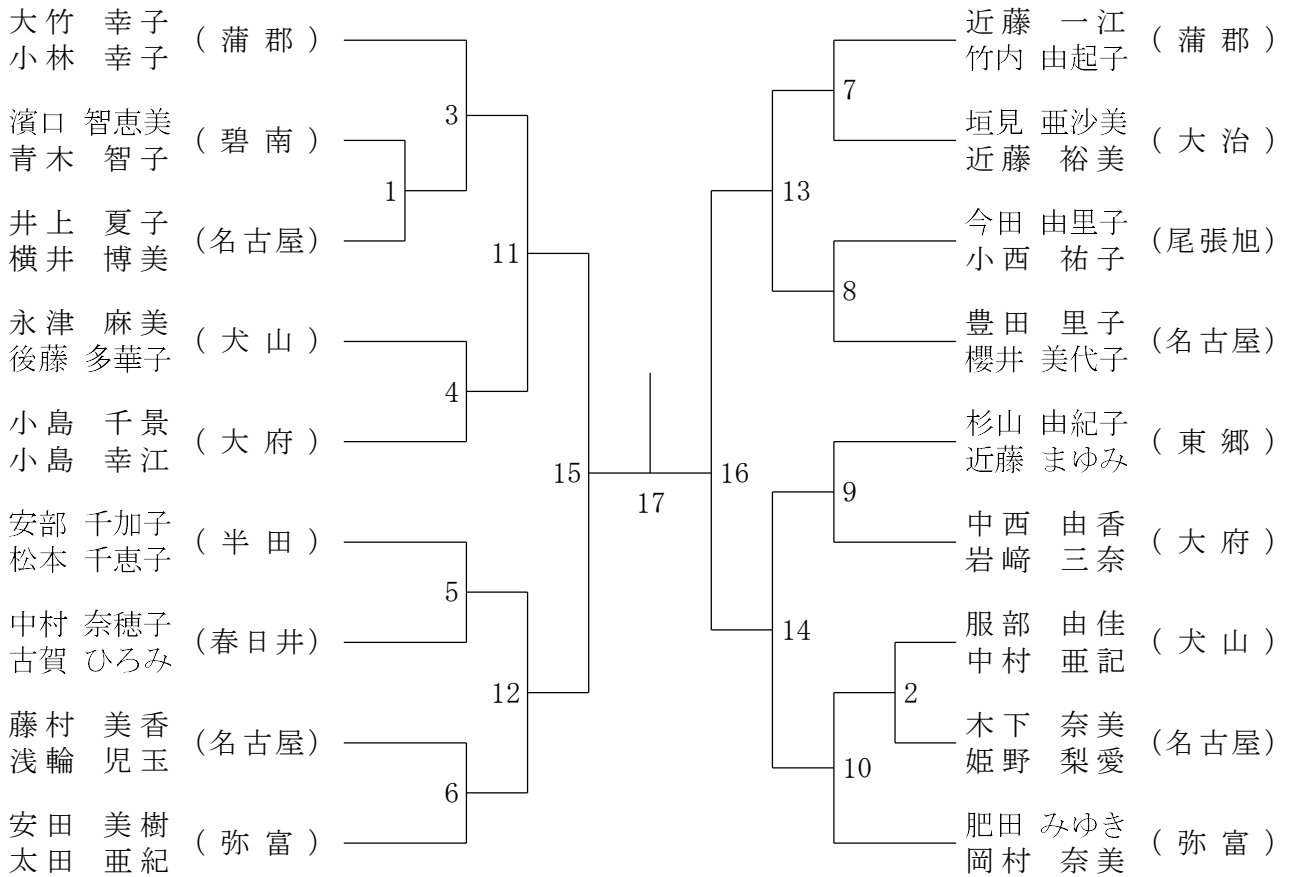 大竹 幸子
小林 幸子
(蒲郡)
濱口 智恵美
青木 智子
(碧南)
井上 夏子
横井 博美
(名古屋)
永津 麻美
後藤 多華子
(犬山)
小島 千景
小島 幸江
(大府)
安部 千加子
松本 千恵子
(半田)
中村 奈穂子
古賀 ひろみ
(春日井)
藤村 美香
浅輪 児玉
(名古屋)
安田 美樹
太田 亜紀
(弥富)
3
1
11
4
15
5
12
6
17
近藤 一江
竹内 由起子
(蒲郡)
垣見 亜沙美
近藤 裕美
(大治)
今田 由里子
小西 祐子
(尾張旭)
豊田 里子
櫻井 美代子
(名古屋)
杉山 由紀子
近藤 まゆみ
(東郷)
中西 由香
岩﨑 三奈
(大府)
服部 由佳
中村 亜記
(犬山)
木下 奈美
姫野 梨愛
(名古屋)
肥田 みゆき
岡村 奈美
(弥富)
7
13
8
16
9
14
2
10